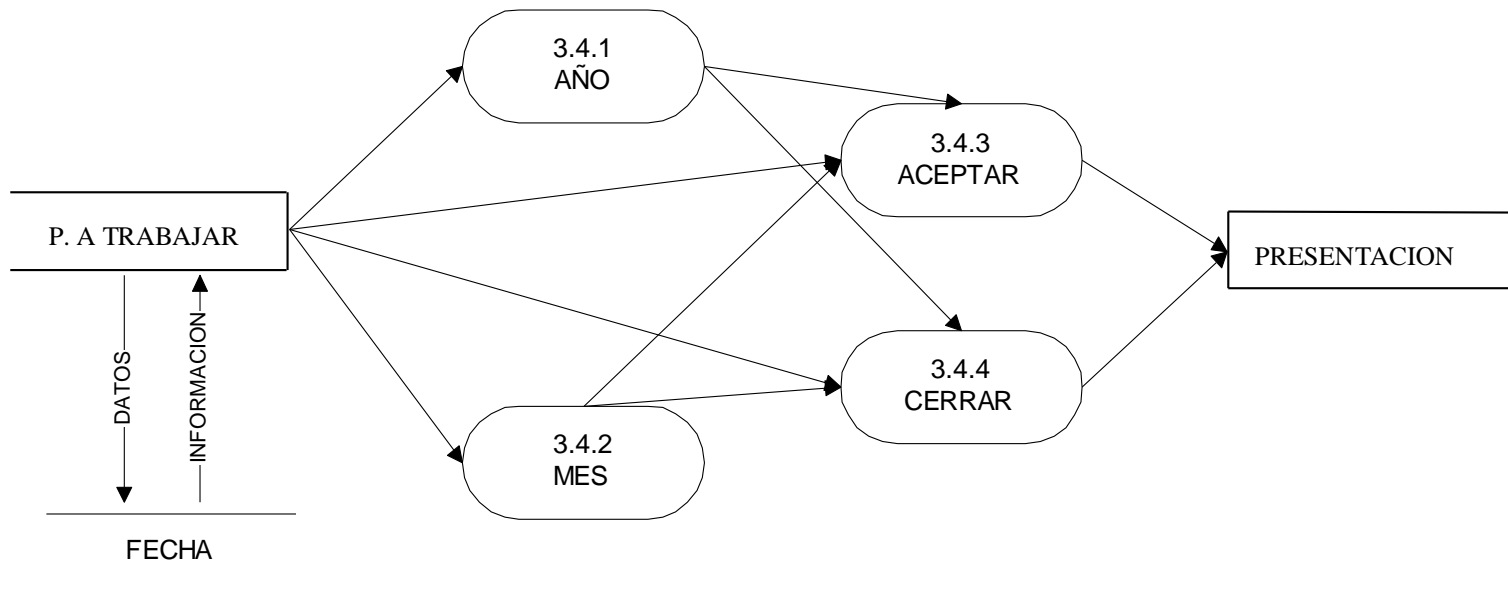 3.4.1
AÑO
3.4.3
ACEPTAR
P. A TRABAJAR
PRESENTACION
DATOS
INFORMACION
3.4.4
CERRAR
3.4.2
MES
FECHA